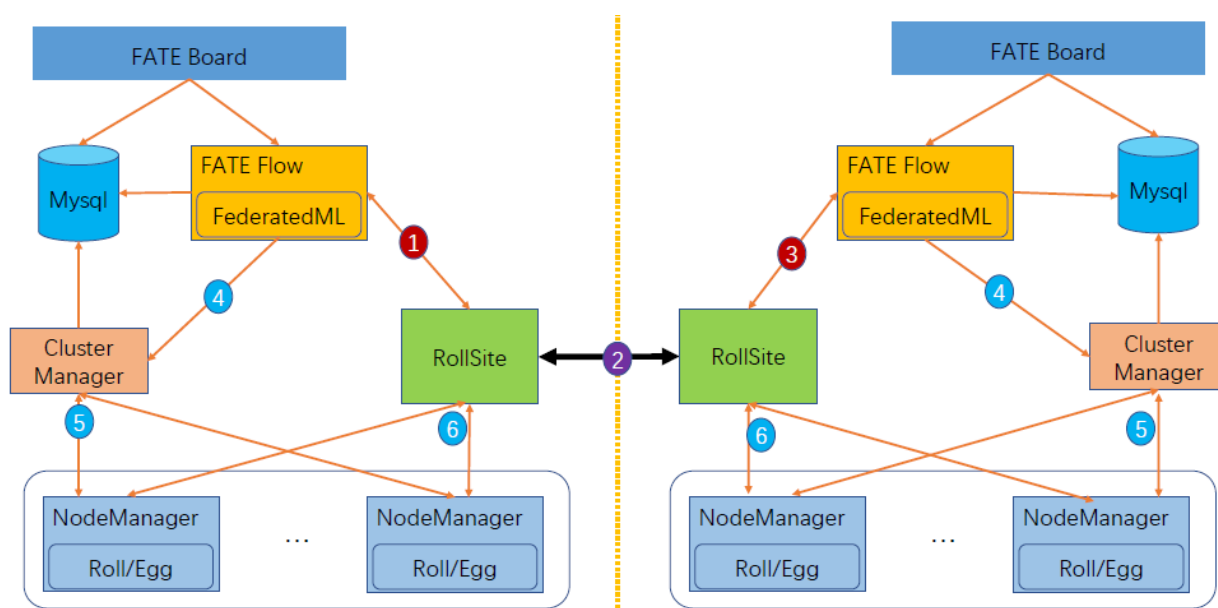 FATE Board
FATE Flow
Mysql
FederatedML
1
4
Cluster
Manager
RollSite
5
6
NodeManager
...
NodeManager
Roll/Egg
Roll/Egg
2
FATE Board
FATE Flow
Mysql
FederatedML
3
4
RollSite
Cluster
Manager
6
5
NodeManager
...
NodeManager
Roll/Egg
Roll/Egg